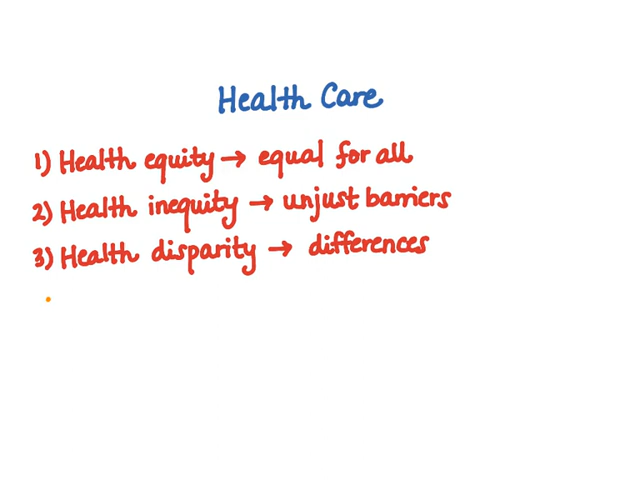 Health Care
1) Health equity → equal for all
2) Health inequity → unjust barriers
3) Health disparity → differences